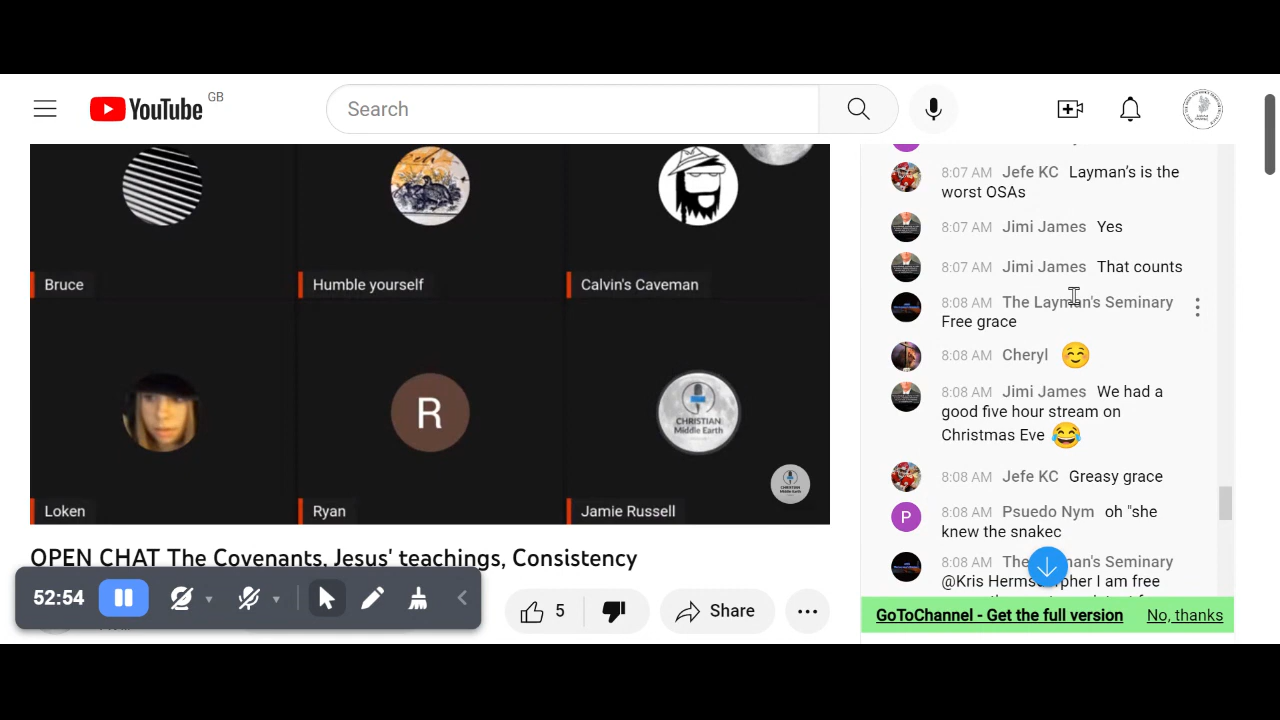 YouTube GB
Search
8:07 AM Jefe KC Layman’s is the
worst OSAs
8:07 AM Jimi James Yes
8:07 AM Jimi James That counts
8:08 AM The Layman's Seminary
Free grace
8:08 AM Cheryl ☺️
8:08 AM Jimi James We had a
good five hour stream on
Christmas Eve 😂
8:08 AM Jefe KC Greasy grace
P 8:08 AM Psuedo Nym oh "she
knew the snakec
8:08 AM The Layman's Seminary
@Kris Herms pher I am free
Bruce
Humble yourself
Calvin's Caveman
R
CHRISTIAN
Middle Earth
Loken
Ryan
Jamie Russell
OPEN CHAT The Covenants, Jesus' teachings, Consistency
52:54
5
Share
GoToChannel - Get the full version
No, thanks